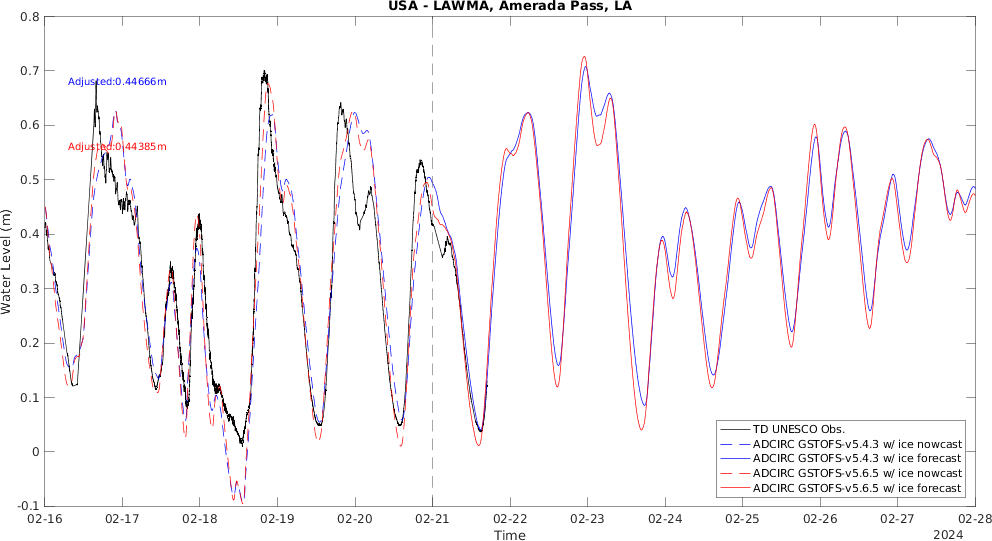 USA - LAWMA, Amerada Pass, LA
0.8
0.7
0.6
0.5
0.4
0.3
0.2
0.1
0
-0.1
Water Level (m)
Adjusted:0.44666m
Adjusted:0.44385m
TD UNESCO Obs.
ADCIRC GSTOFS-v5.4.3 w/ ice nowcast
ADCIRC GSTOFS-v5.4.3 w/ ice forecast
ADCIRC GSTOFS-v5.6.5 w/ ice nowcast
ADCIRC GSTOFS-v5.6.5 w/ ice forecast
02-16 02-17 02-18 02-19 02-20 02-21 02-22 02-23 02-24 02-25 02-26 02-27 02-28
Time
2024